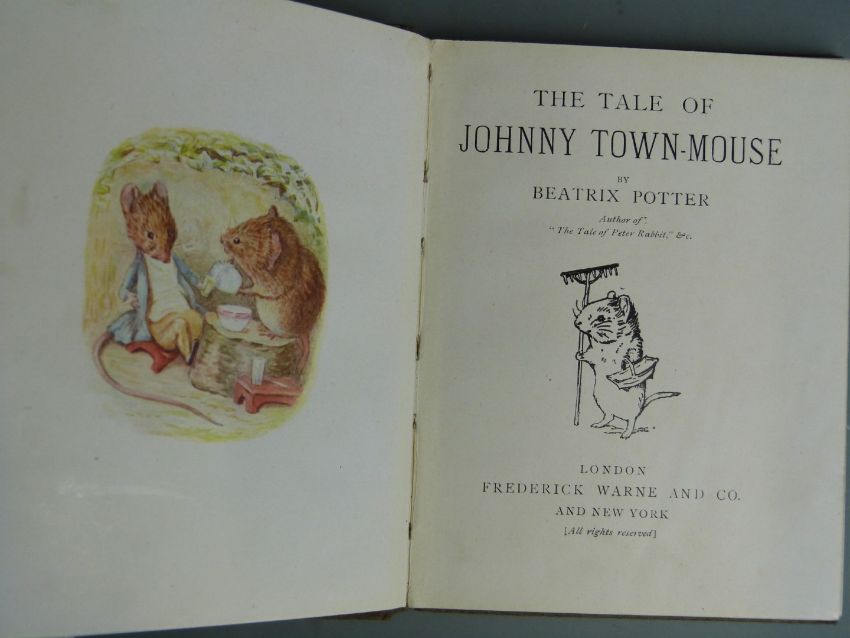 THE TALE OF
JOHNNY TOWN-MOUSE
BY
BEATRIX POTTER
Author of
"The Tale of Peter Rabbit," &c.
LONDON
FREDERICK WARNE AND CO.
AND NEW YORK
[All rights reserved]